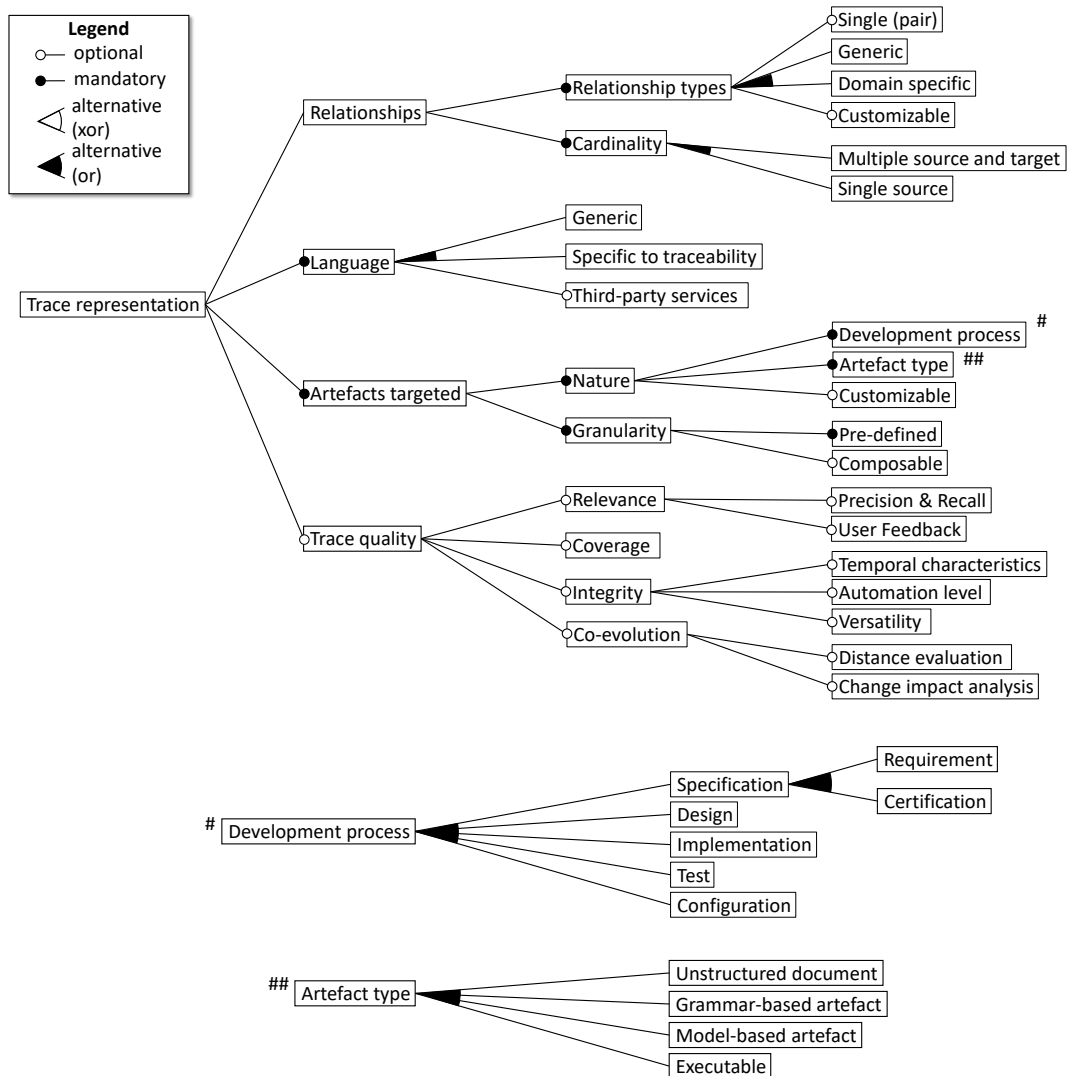 Legend
optional
mandatory
alternative
(xor)
alternative
(or)
Trace representation
Relationships
Relationship types
Single (pair)
Generic
Domain specific
Customizable
Cardinality
Multiple source and target
Single source
Language
Generic
Specific to traceability
Third-party services
Artefacts targeted
Nature
Development process #
Artefact type ##
Customizable
Granularity
Pre-defined
Composable
Trace quality
Relevance
Precision & Recall
User Feedback
Coverage
Integrity
Temporal characteristics
Automation level
Versatility
Co-evolution
Distance evaluation
Change impact analysis
# Development process
Specification
Requirement
Certification
Design
Implementation
Test
Configuration
## Artefact type
Unstructured document
Grammar-based artefact
Model-based artefact
Executable